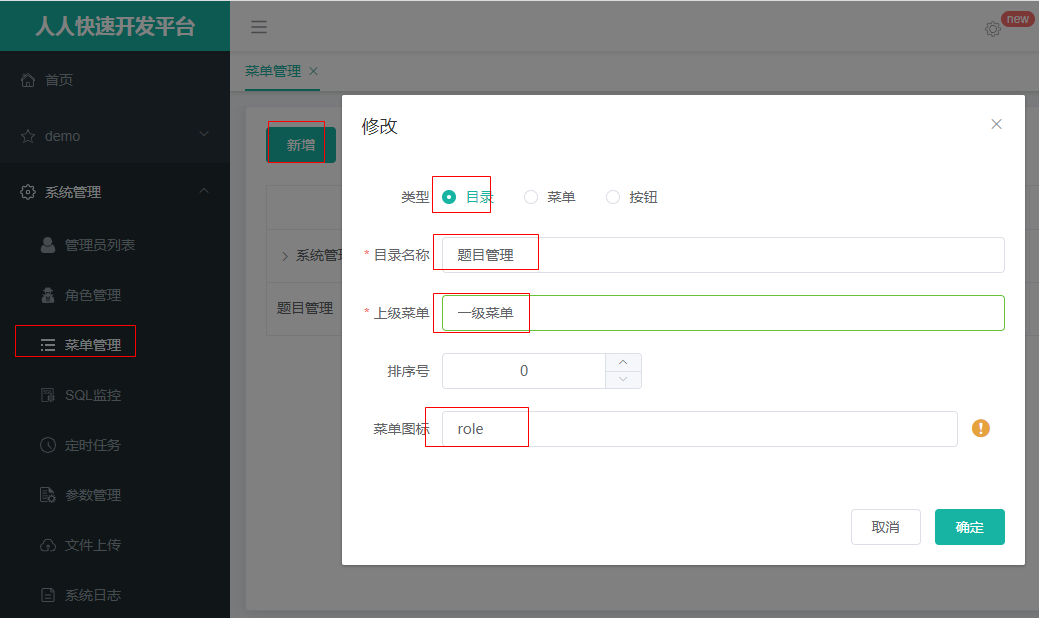 人人快速开发平台
new
首页
demo
系统管理
管理员列表
角色管理
菜单管理
SQL监控
定时任务
参数管理
文件上传
系统日志
菜单管理
新增
系统管理
题目管理
修改
类型 目录 菜单 按钮
* 目录名称 题目管理
* 上级菜单 一级菜单
排序号 0
菜单图标 role
取消 确定